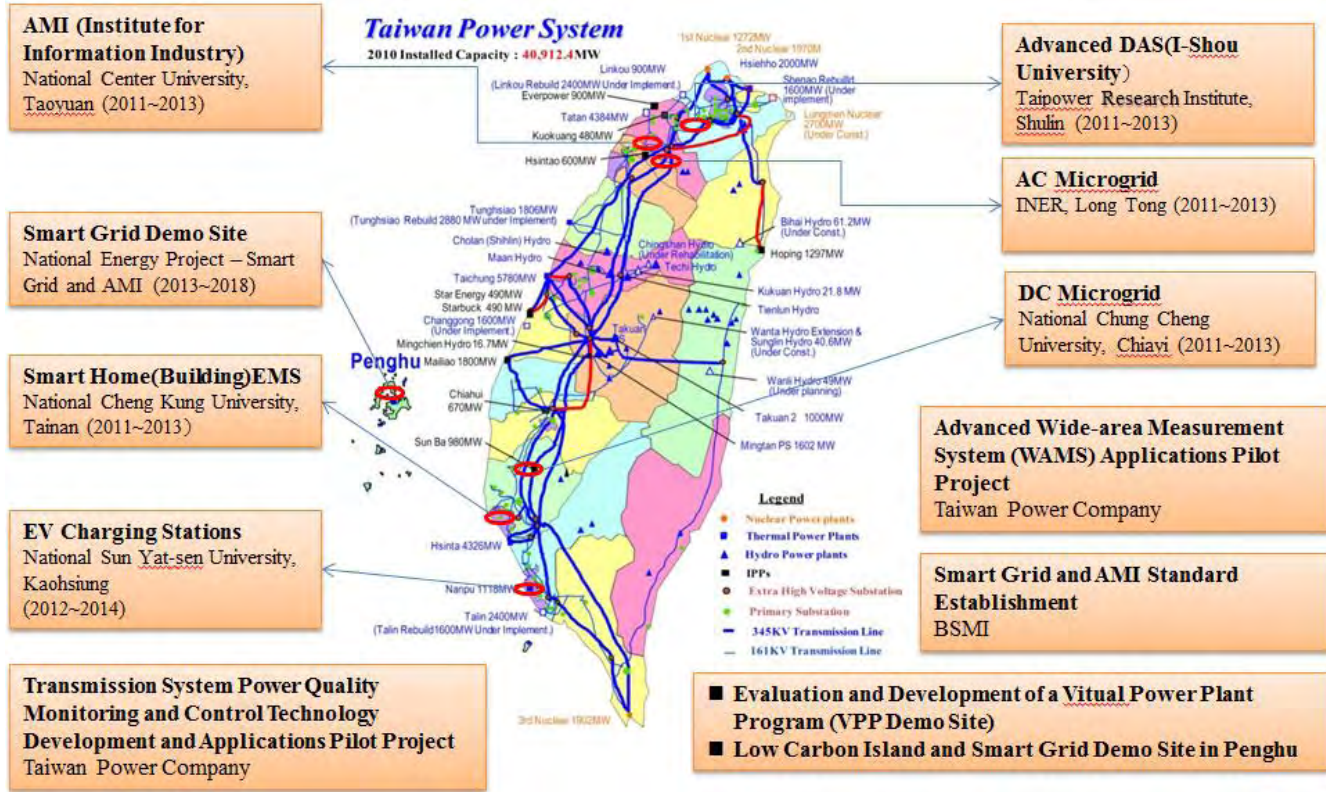 AMI (Institute for
Information Industry)
National Center University,
Taoyuan (2011~2013)
Smart Grid Demo Site
National Energy Project – Smart
Grid and AMI (2013~2018)
Smart Home(Building)EMS
National Cheng Kung University,
Tainan (2011~2013)
EV Charging Stations
National Sun Yat-sen University,
Kaohsiung
(2012~2014)
Transmission System Power Quality
Monitoring and Control Technology
Development and Applications Pilot Project
Taiwan Power Company
Taiwan Power System
2010 Installed Capacity : 40,912.4MW
1st Nuclear 1272MW
2nd Nuclear 1970M
Hsiehho 2000MW
Linkou 900MW
(Linkou Rebuild 2400MW Under Implement.)
Shenao Rebuild
1600MW (Under
implement)
Everpower 900MW
Lungmen Nuclear
2700MW
(Under Const.)
Tatan 4384MW
Kuokuang 480MW
Hsintao 600MW
Tunghsiao 1806MW
(Tunghsiao Rebuild 2880 MW under Implement)
Bihai Hydro 61.2MW
(Under Const.)
Cholan (Shihlin) Hydro
Chingshan Hydro
(Under Rehabilitation)
Hoping 1297MW
Maan Hydro
Techi Hydro
Taichung 5780MW
Kukuan Hydro 21.8 MW
Star Energy 490MW
Starbuck 490 MW
Tienlun Hydro
Changgong 1600MW
(Under Implement.)
Takuan
Wanta Hydro Extension &
Sunglin Hydro 40.6MW
(Under Const.)
Mingchien Hydro 16.7MW
Mailiao 1800MW
Penghu
Wanli Hydro 49MW
(Under planning)
Chiahui
670MW
Takuan 2 1000MW
Sun Ba 980MW
Mingtan PS 1602 MW
Hsinta 4326MW
Nanpu 1118MW
Talin 2400MW
(Talin Rebuild1600MW Under Implement.)
3rd Nuclear 1902MW
Legend
Nuclear Power plants
Thermal Power Plants
Hydro Power plants
IPPs
Extra High Voltage Substation
Primary Substation
345KV Transmission Line
161KV Transmission Line
Advanced DAS(I-Shou
University)
Taipower Research Institute,
Shulin (2011~2013)
AC Microgrid
INER, Long Tong (2011~2013)
DC Microgrid
National Chung Cheng
University, Chiayi (2011~2013)
Advanced Wide-area Measurement
System (WAMS) Applications Pilot
Project
Taiwan Power Company
Smart Grid and AMI Standard
Establishment
BSMI
■ Evaluation and Development of a Vitual Power Plant
Program (VPP Demo Site)
■ Low Carbon Island and Smart Grid Demo Site in Penghu